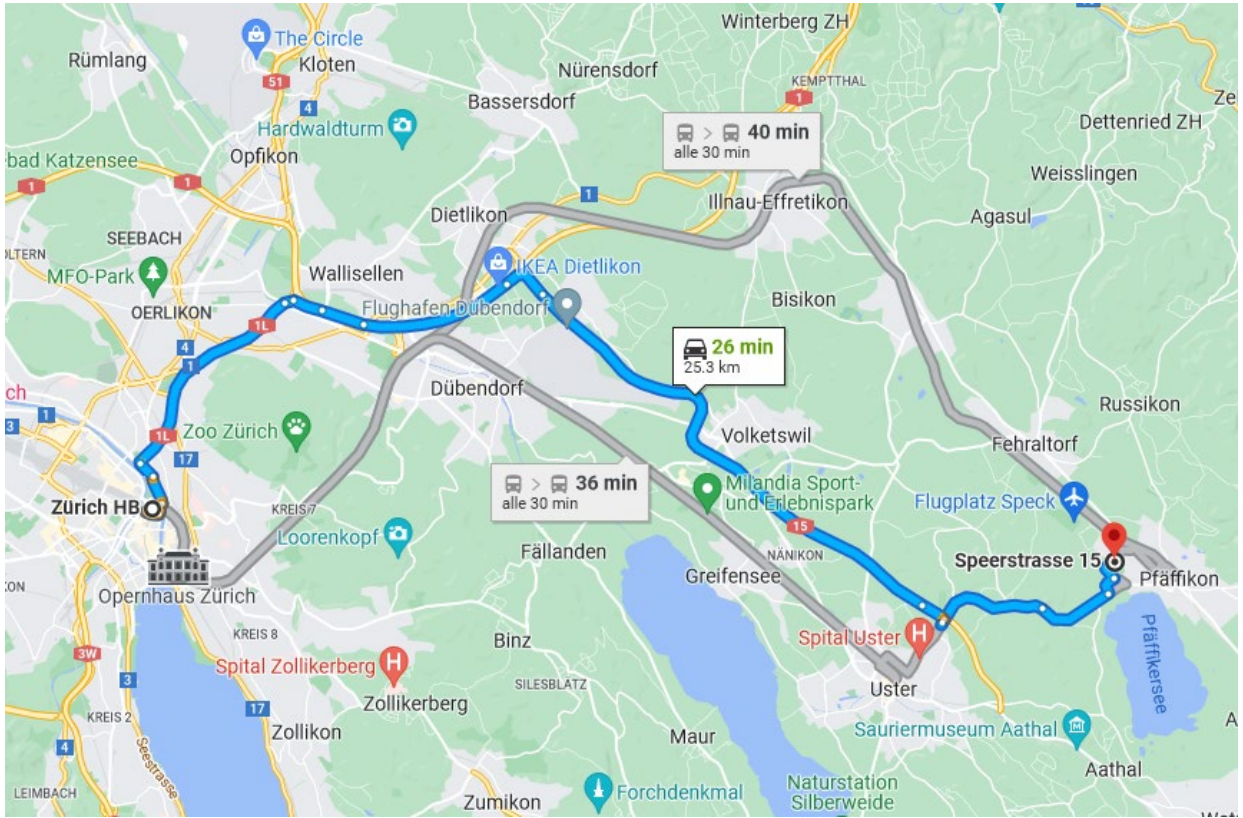 Winterberg ZH
The Circle
Rümlang
Kloten
Nürensdorf
KEMPTTHAL
51
1
4
Bassersdorf
Dettenried ZH
Hardwaldturm
40 min
alle 30 min
Opfikon
bad Katzensee
Weisslingen
1
1
1
Illnau-Effretikon
Dietlikon
Agasul
SEEBACH
MFO-Park
Wallisellen
IKEA Dietlikon
Bisikon
Flughafen Dübendorf
OERLIKON
1L
4
26 min
25.3 km
1
Dübendorf
ch
1
3
Russikon
Zoo Zürich
1L
17
Volketswil
Fehraltorf
36 min
alle 30 min
Milandia Sport-
und Erlebnispark
Flugplatz Speck
Zürich HB
KREIS 7
15
Loorenkopf
Fällanden
NÄNIKON
Speerstrasse 15
Greifensee
Pfäffikon
Opernhaus Zürich
KREIS 8
Binz
Spital Uster
Pfäffikersee
3W
3
Spital Zollikerberg
SILESBLATZ
Uster
Zollikerberg
KREIS 2
17
Zollikon
Sauriermuseum Aathal
4
Seestrasse
Maur
Aathal
Naturstation
Silberweide
LEIMBACH
Zumikon
Forchdenkmal